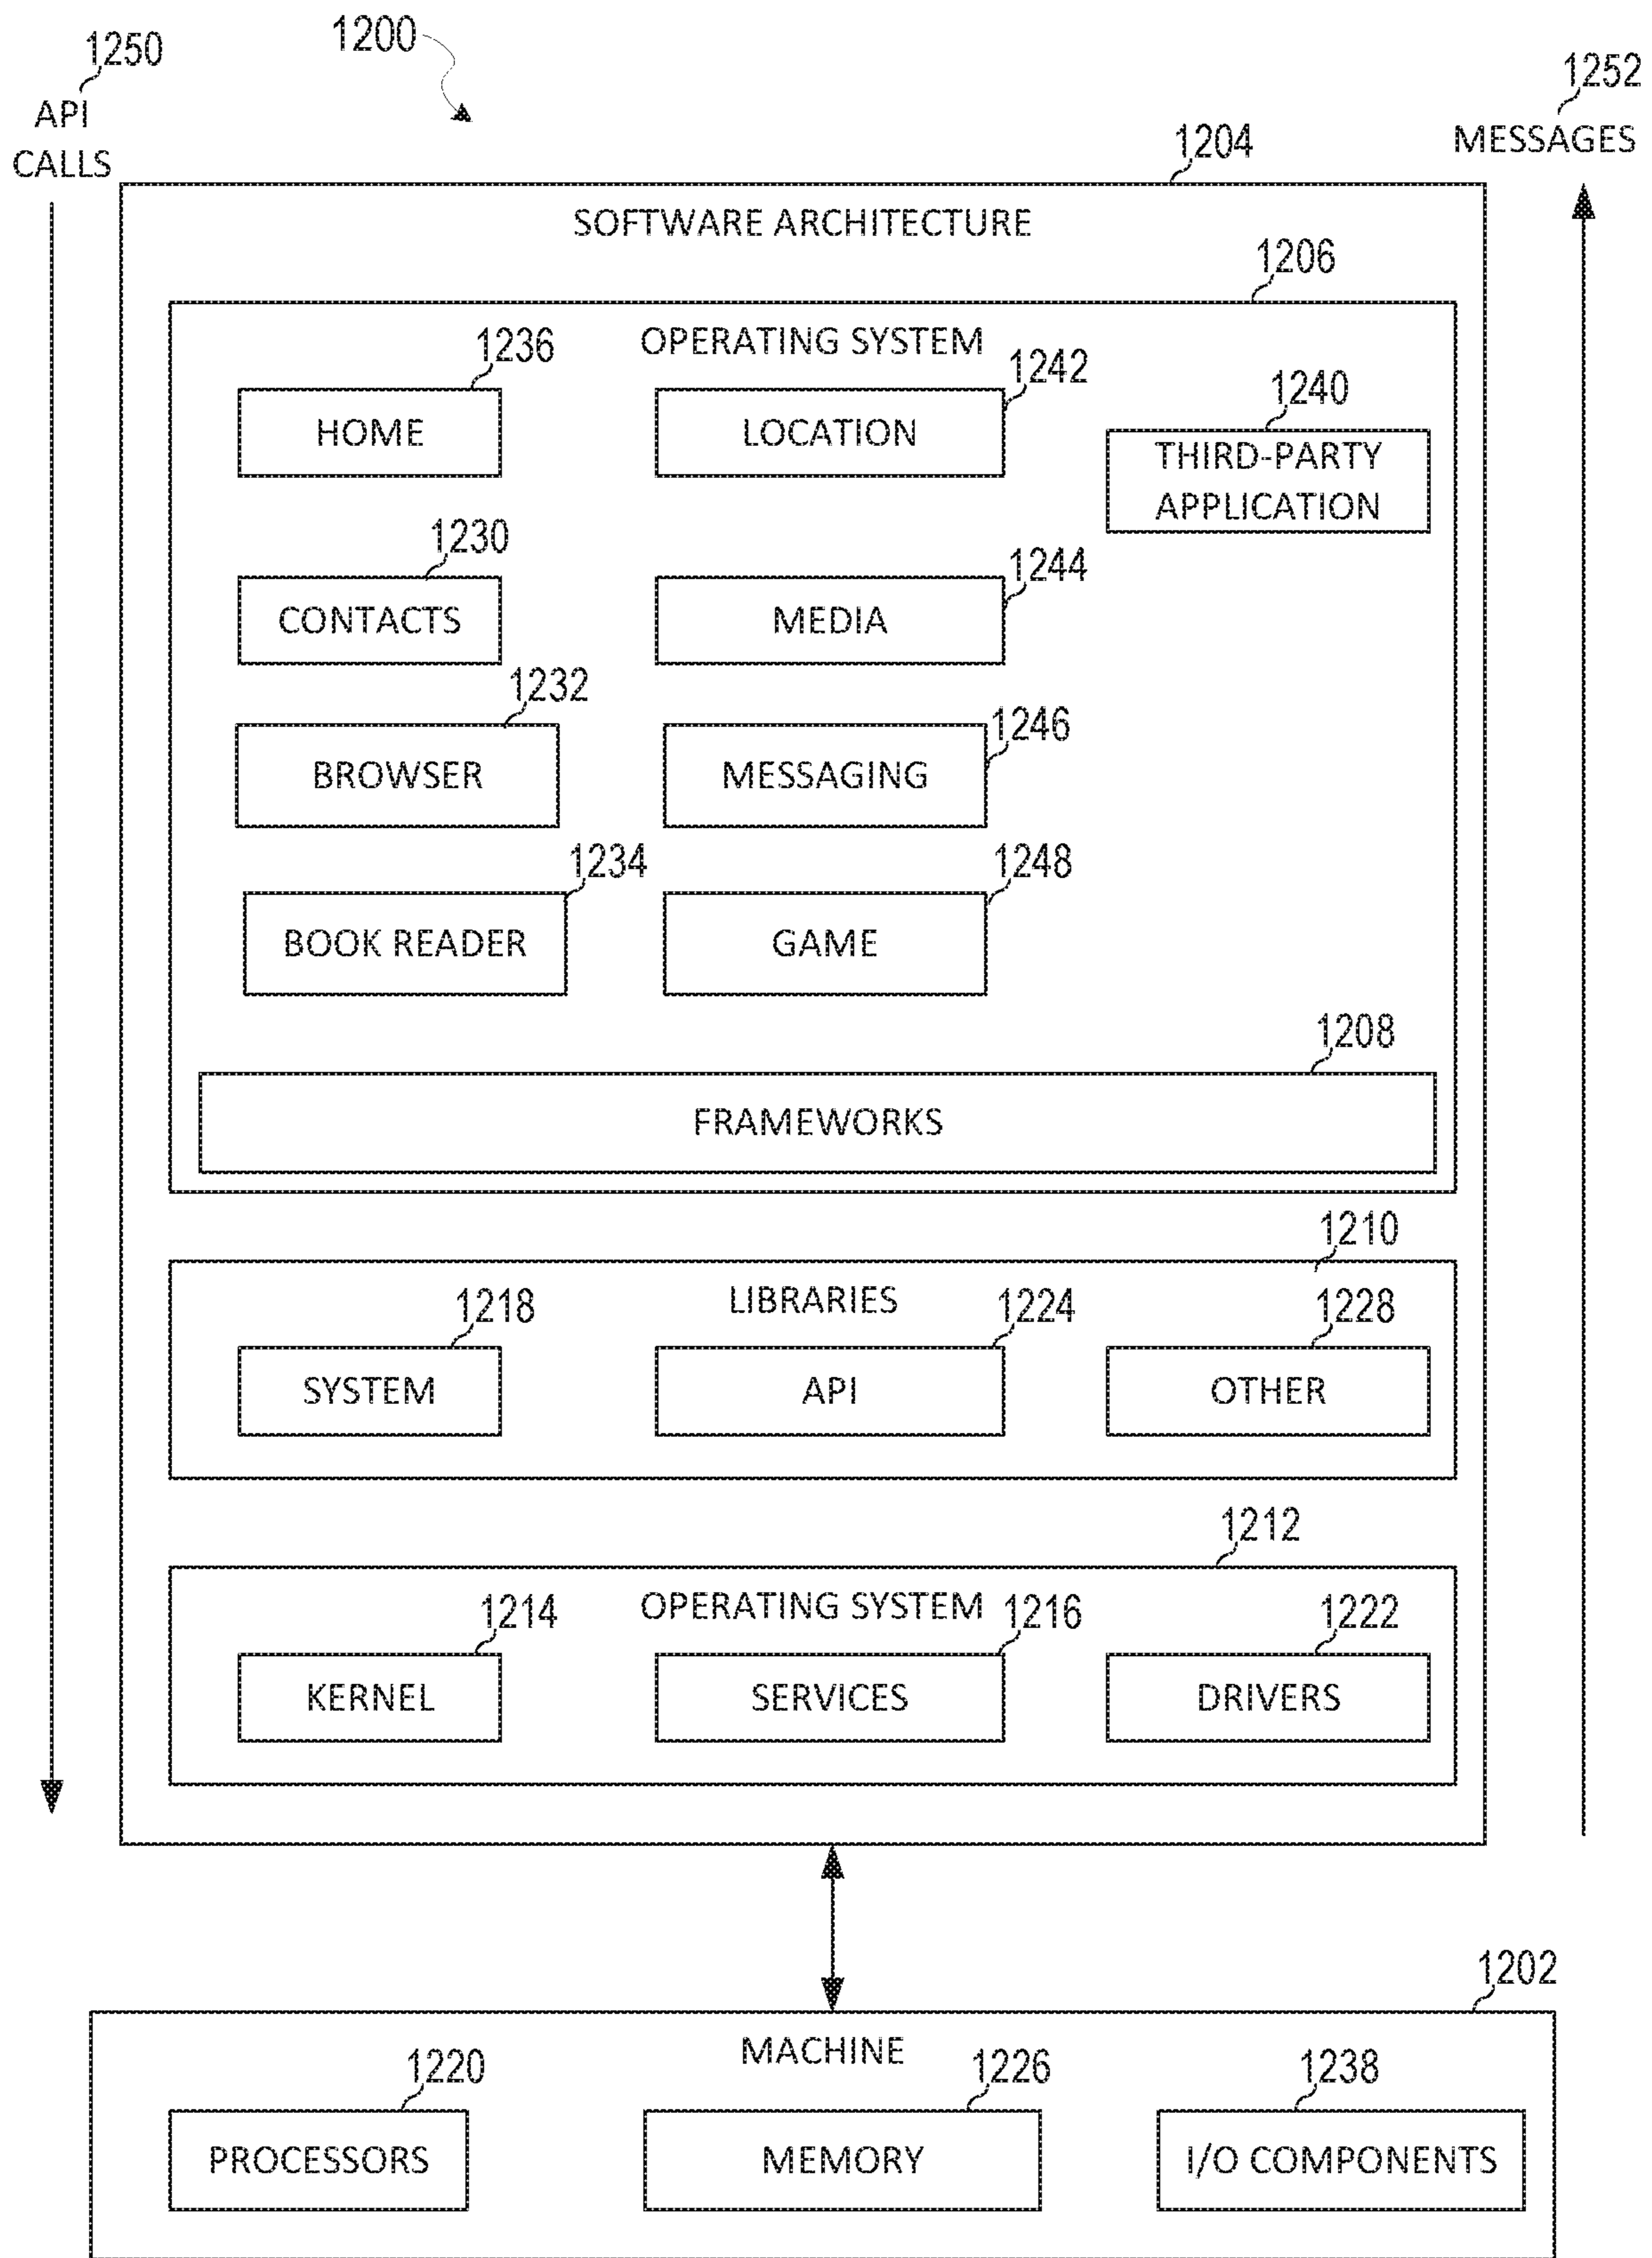 1250
1200
1252
API
CALLS
MESSAGES
1204
SOFTWARE ARCHITECTURE
1206
OPERATING SYSTEM
1236
1242
1240
HOME
LOCATION
THIRD-PARTY
APPLICATION
1230
1244
CONTACTS
MEDIA
1232
1246
BROWSER
MESSAGING
1234
1248
BOOK READER
GAME
1208
FRAMEWORKS
1210
LIBRARIES
1218
1224
1228
SYSTEM
API
OTHER
1212
OPERATING SYSTEM
1214
1216
1222
KERNEL
SERVICES
DRIVERS
1202
MACHINE
1220
1226
1238
PROCESSORS
MEMORY
I/O COMPONENTS